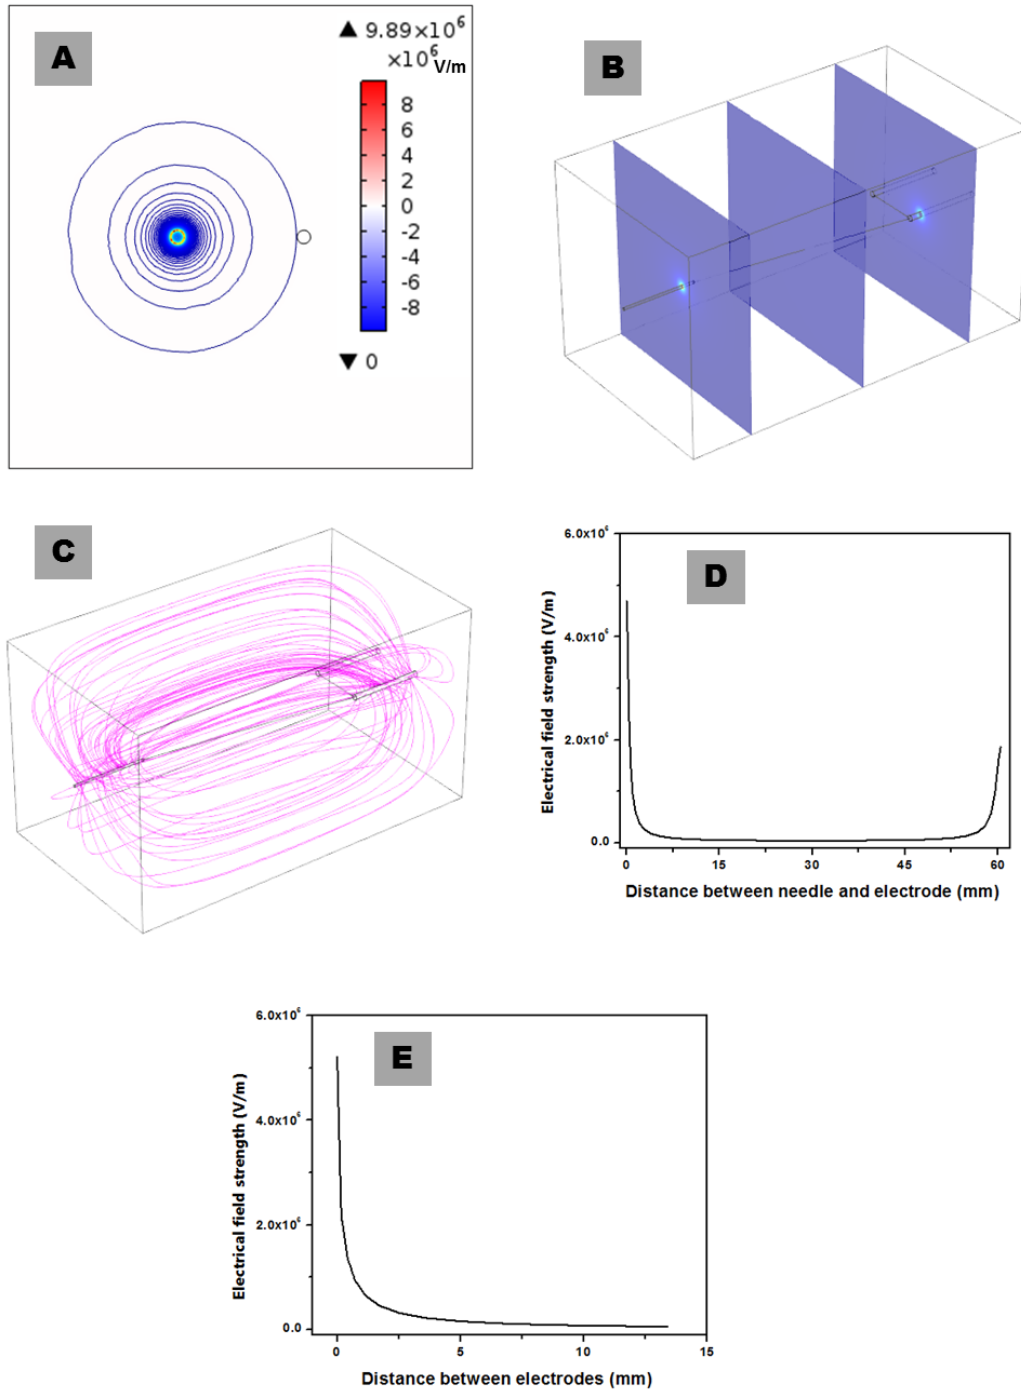 A
▲ 9.89×10⁶
×10⁶ V/m
8
6
4
2
0
-2
-4
-6
-8
▼ 0
B
C
D
Electrical field strength (V/m)
6.0x10⁶
4.0x10⁶
2.0x10⁶
0.0
0 15 30 45 60
Distance between needle and electrode (mm)
E
Electrical field strength (V/m)
6.0x10⁶
4.0x10⁶
2.0x10⁶
0.0
0 5 10 15
Distance between electrodes (mm)